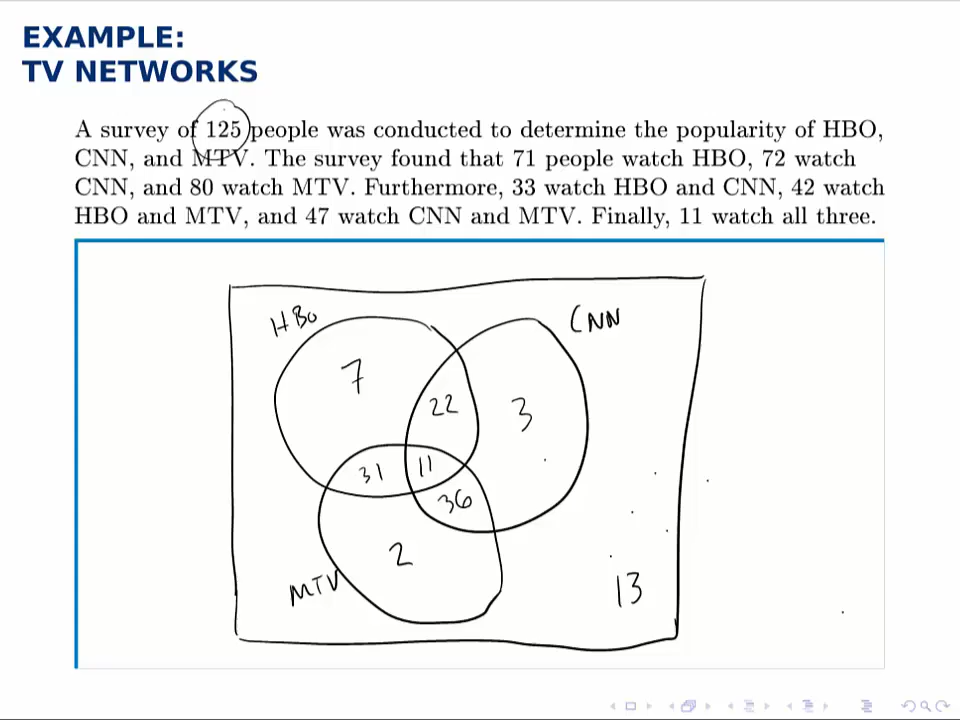 EXAMPLE:
TV NETWORKS
A survey of 125 people was conducted to determine the popularity of HBO,
CNN, and MTV. The survey found that 71 people watch HBO, 72 watch
CNN, and 80 watch MTV. Furthermore, 33 watch HBO and CNN, 42 watch
HBO and MTV, and 47 watch CNN and MTV. Finally, 11 watch all three.
HBO
CNN
7
22
3
31
11
36
2
MTV
13